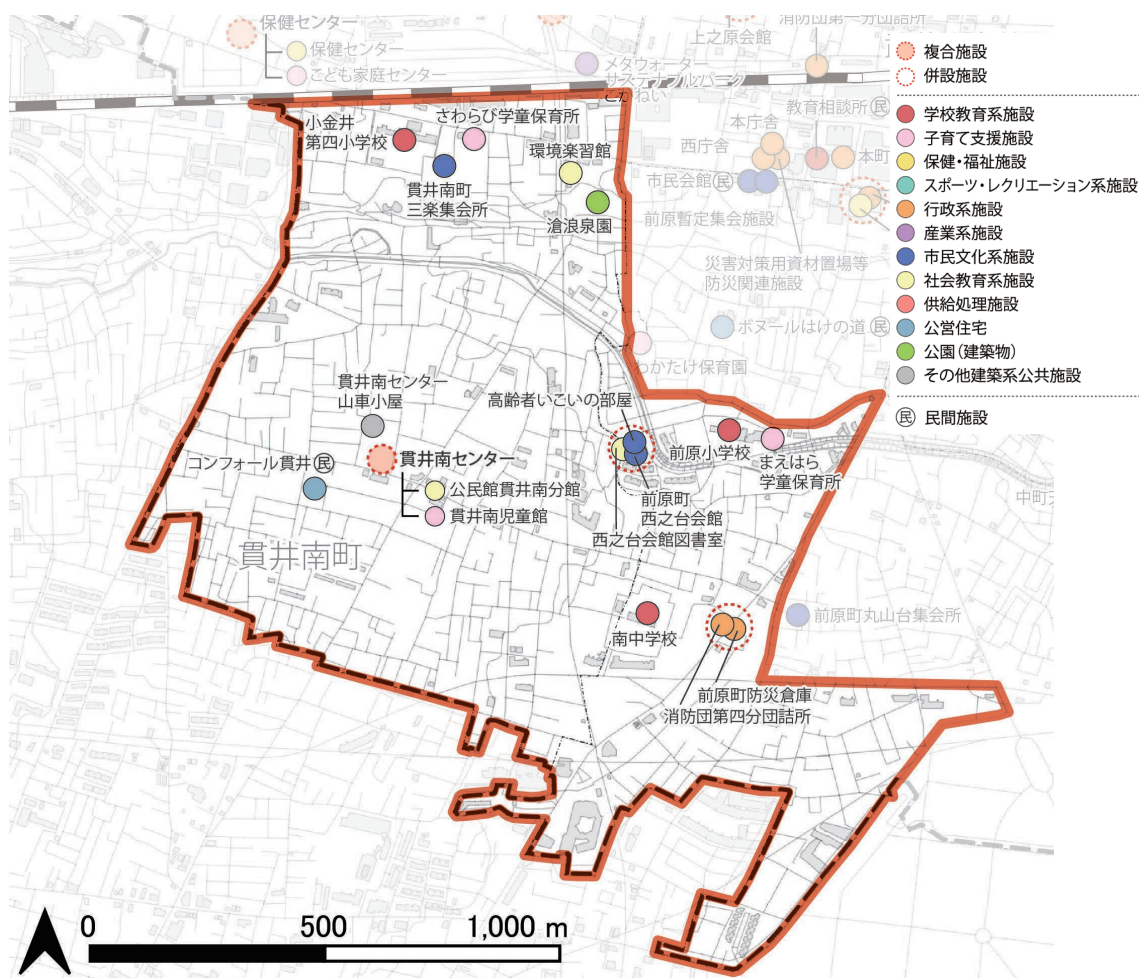 保健センター
保健センター
こども家庭センター
メタウォーター
サステナブルパーク
こがねい
上之原会館
消防団第一分団詰所
教育相談所 民
本庁舎
西庁舎
本町
市民会館 民
前原暫定集会施設
災害対策用資材置場等
防災関連施設
ボヌールはけの道 民
わかたけ保育園
小金井
第四小学校
さわらび学童保育所
貫井南町
三楽集会所
環境楽習館
滄浪泉園
貫井南センター
山車小屋
高齢者いこいの部屋
コンフォール貫井 民
貫井南センター
公民館貫井南分館
貫井南児童館
前原小学校
まえはら
学童保育所
前原町
西之台会館
西之台会館図書室
貫井南町
中町天
南中学校
前原町丸山台集会所
前原町防災倉庫
消防団第四分団詰所
0 500 1,000 m
複合施設
併設施設
学校教育系施設
子育て支援施設
保健・福祉施設
スポーツ・レクリエーション系施設
行政系施設
産業系施設
市民文化系施設
社会教育系施設
供給処理施設
公営住宅
公園(建築物)
その他建築系公共施設
民 民間施設